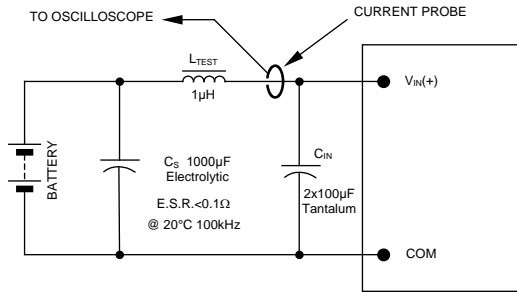 TO OSCILLOSCOPE
CURRENT PROBE
LTEST
1µH
VIN(+)
BATTERY
CS 1000µF
Electrolytic
E.S.R.<0.1Ω
@ 20°C 100kHz
CIN
2x100µF
Tantalum
COM